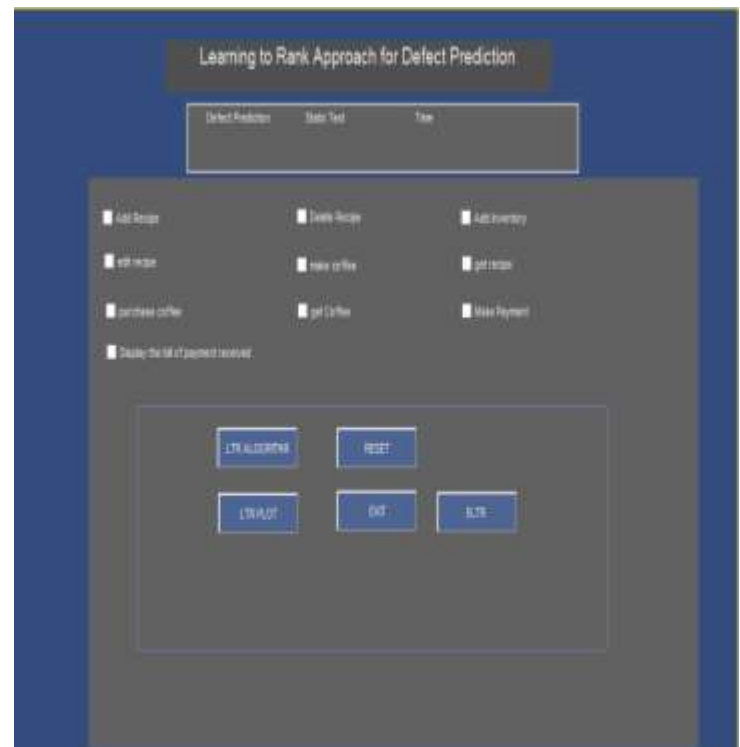 Learning to Rank Approach for Defect Prediction
Defect Prediction Static Test Time
Add Recipe Delete Recipe Add Inventory
edit recipe make coffee get recipe
purchase coffee get Coffee Make Payment
Display the bill of payment received
LTR ALGORITHM RESET
LTR PLOT EXIT ELTR